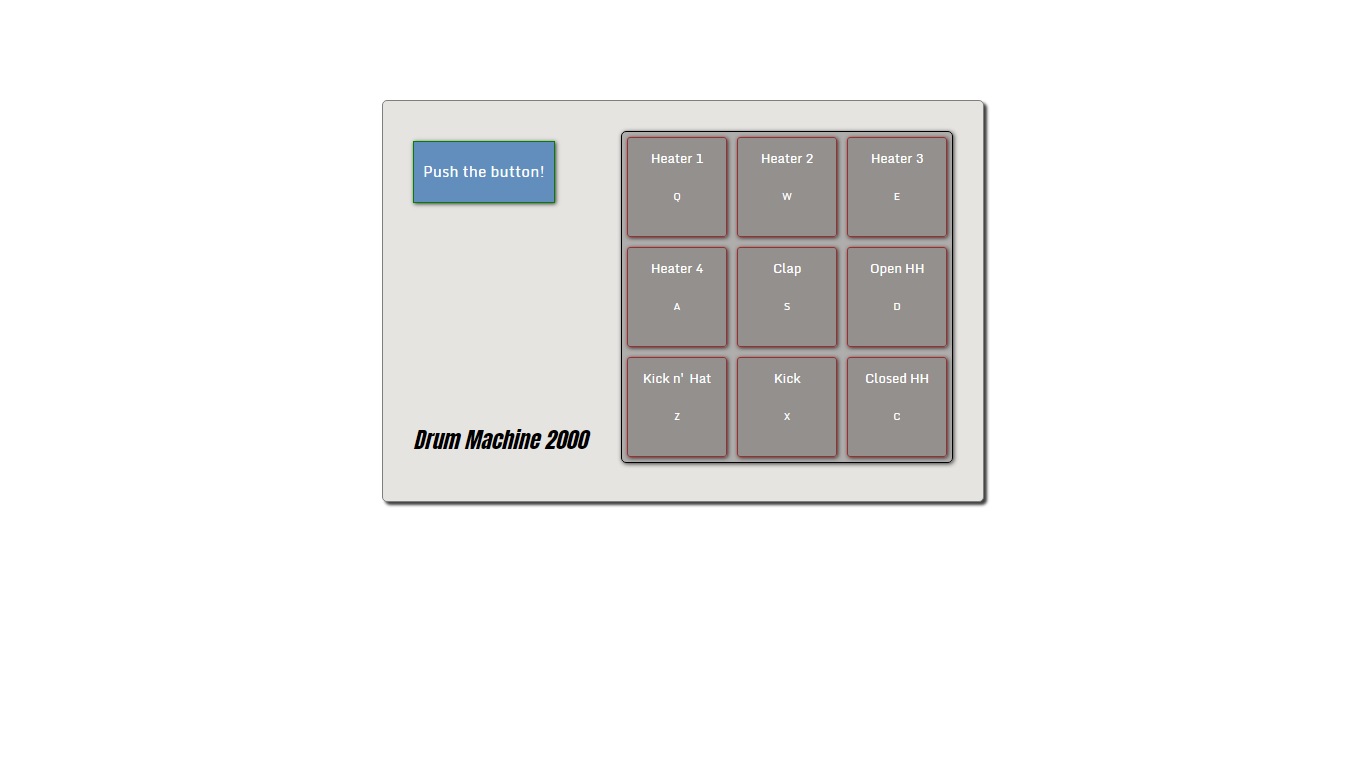 Push the button!
Heater 1
Q
Heater 2
W
Heater 3
E
Heater 4
A
Clap
S
Open HH
D
Kick n' Hat
Z
Kick
X
Closed HH
C
Drum Machine 2000